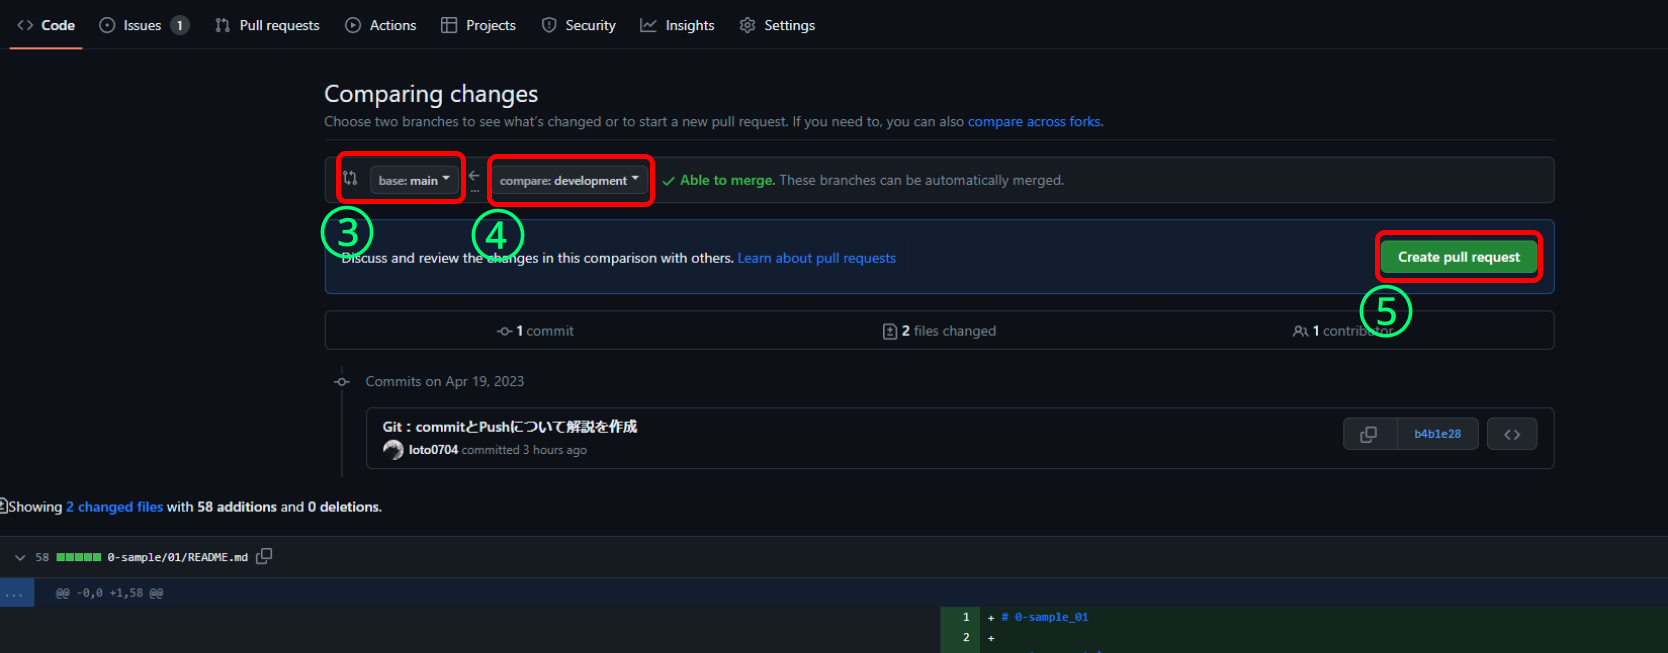 Code Issues 1 Pull requests Actions Projects Security Insights Settings
Comparing changes
Choose two branches to see what's changed or to start a new pull request. If you need to, you can also compare across forks.
base: main ← ... compare: development ✓ Able to merge. These branches can be automatically merged.
③ ④
Discuss and review the changes in this comparison with others. Learn about pull requests Create pull request
⑤
1 commit 2 files changed 1 contributor
Commits on Apr 19, 2023
Git：commitとPushについて解説を作成
loto0704 committed 3 hours ago b4b1e28
Showing 2 changed files with 58 additions and 0 deletions.
58 0-sample/01/README.md
... @@ -0,0 +1,58 @@
1 + # 0-sample_01
2 +